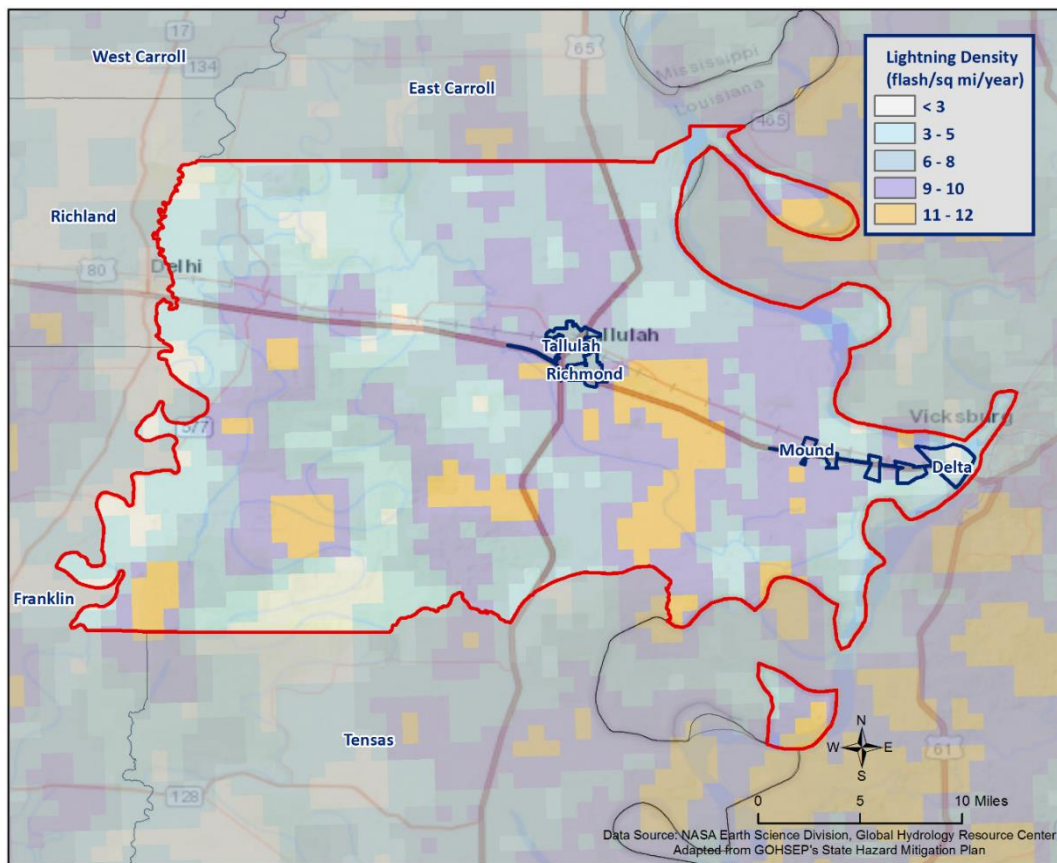 West Carroll
17
134
65
East Carroll
Mississippi
Louisiana
465
Lightning Density
(flash/sq mi/year)
< 3
3 - 5
6 - 8
9 - 10
11 - 12
Richland
80
Delhi
Tallulah
Tallulah
Richmond
577
Vicksburg
Mound
Delta
Franklin
Tensas
128
61
N
W
E
S
0
5
10 Miles
Data Source: NASA Earth Science Division, Global Hydrology Resource Center.
Adapted from GOHSEP's State Hazard Mitigation Plan